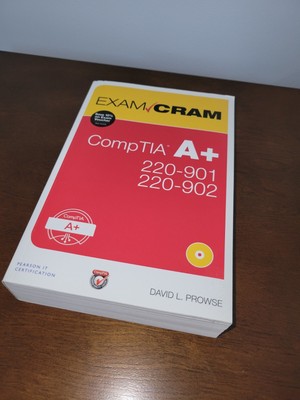 EXAM CRAM
CompTIA® A+
220-901
220-902
CompTIA
A+
PEARSON IT
CERTIFICATION
DAVID L. PROWSE